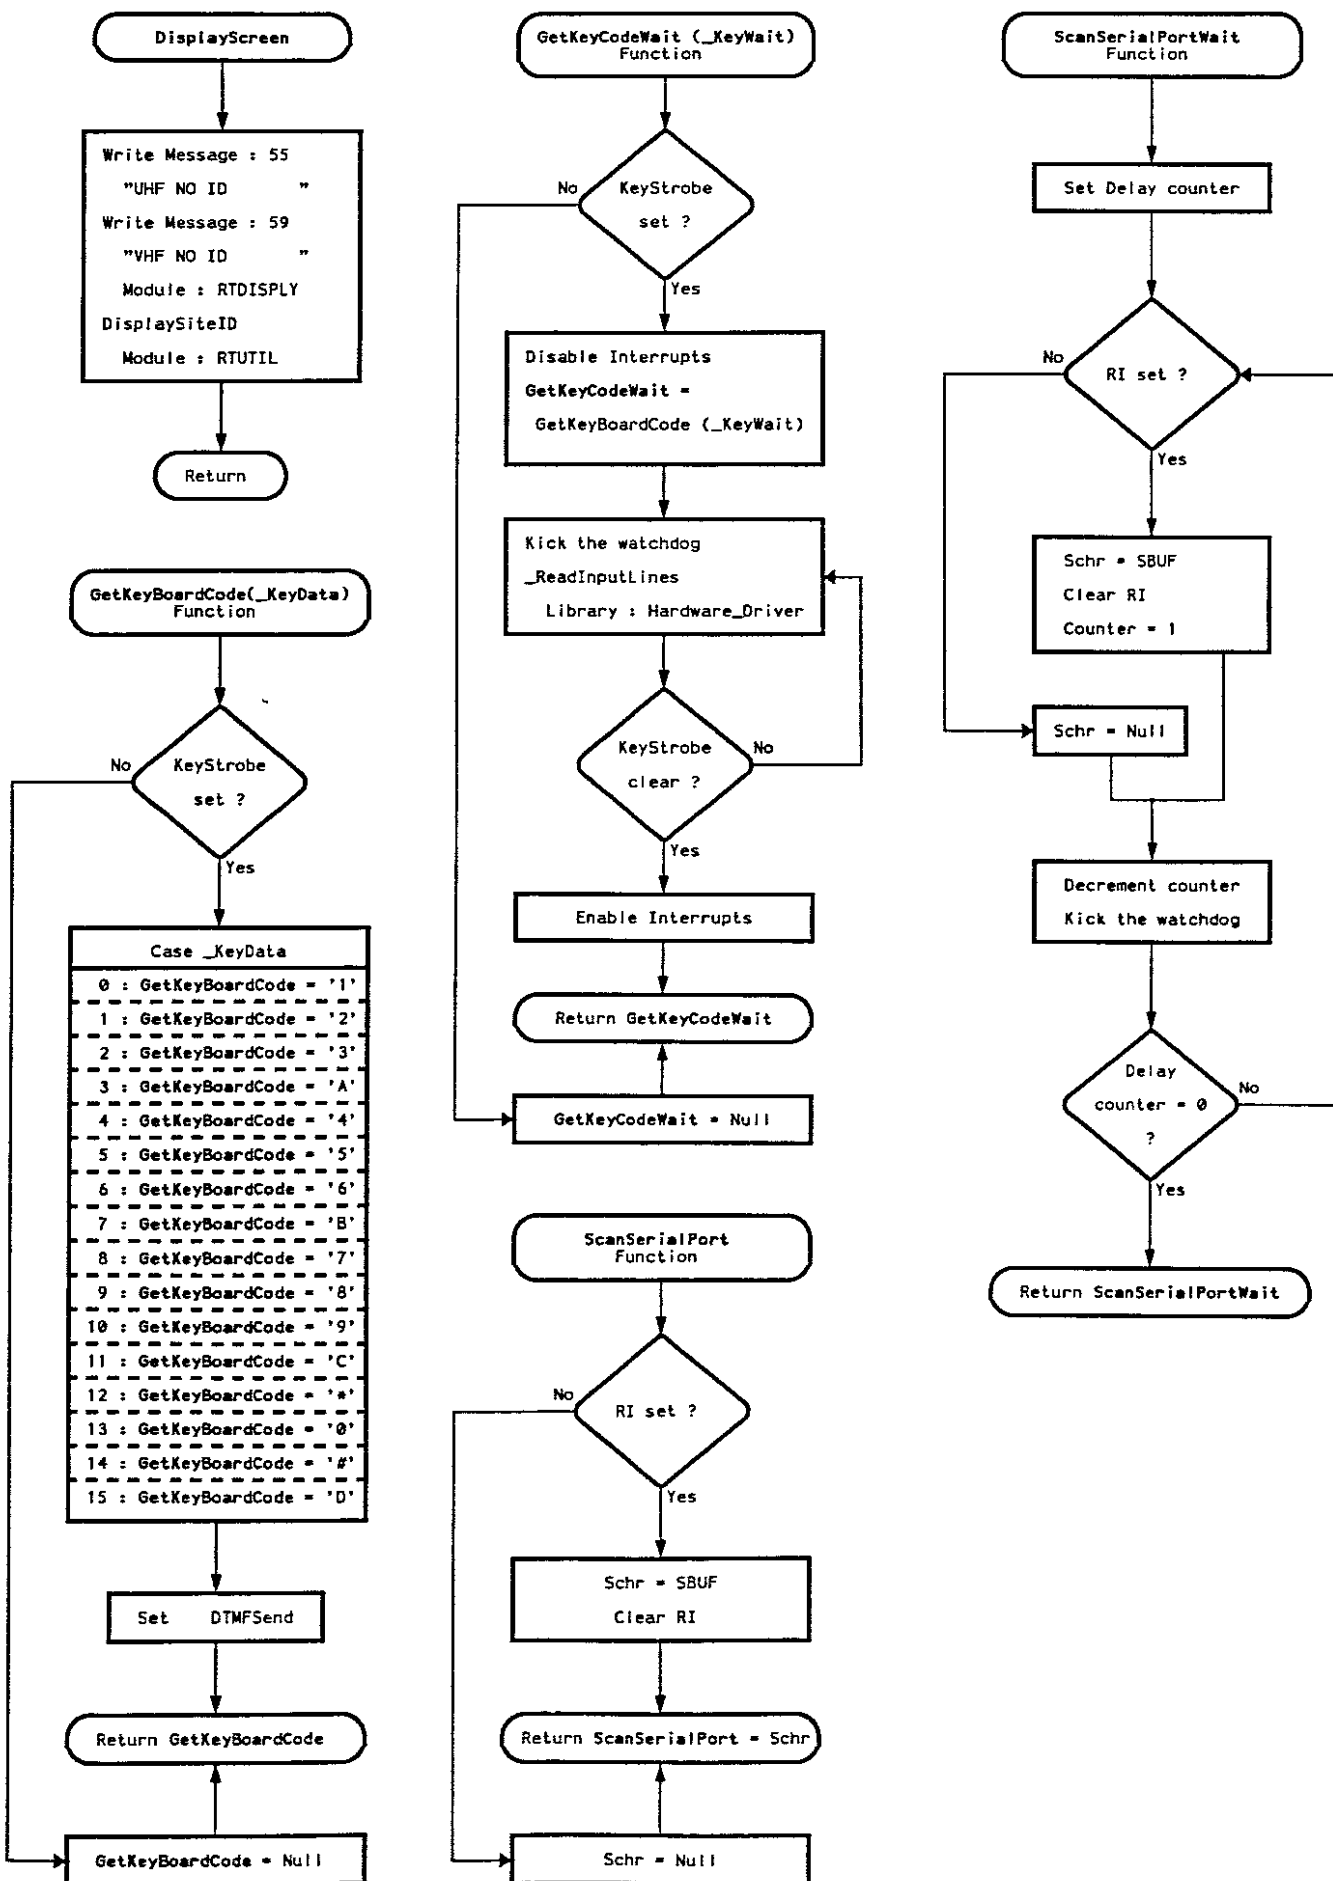 DisplayScreen
Write Message : 55
"UHF NO ID        "
Write Message : 59
"VHF NO ID        "
Module : RTDISPLY
DisplaySiteID
Module : RTUTIL
Return
GetKeyBoardCode(_KeyData)
Function
KeyStrobe
set ?
No
Yes
Case _KeyData
0 : GetKeyBoardCode = '1'
1 : GetKeyBoardCode = '2'
2 : GetKeyBoardCode = '3'
3 : GetKeyBoardCode = 'A'
4 : GetKeyBoardCode = '4'
5 : GetKeyBoardCode = '5'
6 : GetKeyBoardCode = '6'
7 : GetKeyBoardCode = 'B'
8 : GetKeyBoardCode = '7'
9 : GetKeyBoardCode = '8'
10 : GetKeyBoardCode = '9'
11 : GetKeyBoardCode = 'C'
12 : GetKeyBoardCode = '*'
13 : GetKeyBoardCode = '0'
14 : GetKeyBoardCode = '#'
15 : GetKeyBoardCode = 'D'
Set    DTMFSend
Return GetKeyBoardCode
GetKeyBoardCode = Null
GetKeyCodeWait (_KeyWait)
Function
No
KeyStrobe
set ?
Yes
Disable Interrupts
GetKeyCodeWait =
GetKeyBoardCode (_KeyWait)
Kick the watchdog
_ReadInputLines
Library : Hardware_Driver
KeyStrobe
clear ?
No
Yes
Enable Interrupts
Return GetKeyCodeWait
GetKeyCodeWait = Null
ScanSerialPort
Function
No
RI set ?
Yes
Schr = SBUF
Clear RI
Return ScanSerialPort = Schr
Schr = Null
ScanSerialPortWait
Function
Set Delay counter
No
RI set ?
Yes
Schr = SBUF
Clear RI
Counter = 1
Schr = Null
Decrement counter
Kick the watchdog
Delay
counter = 0
?
No
Yes
Return ScanSerialPortWait